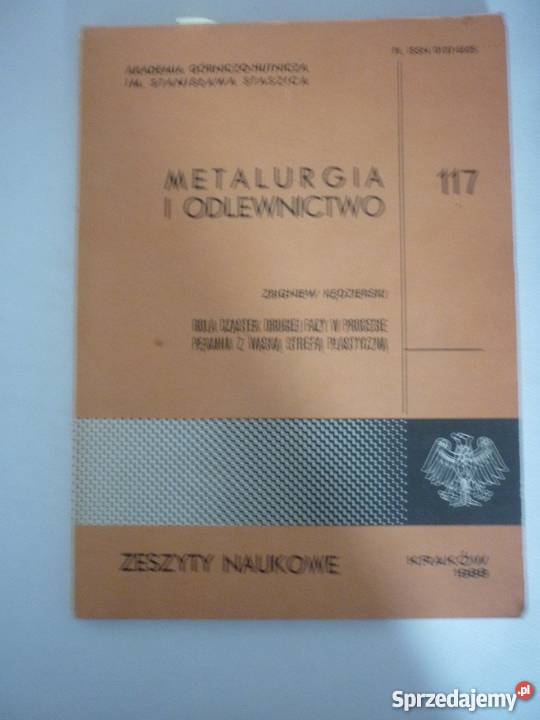 AKADEMIA GÓRNICZO-HUTNICZA
IM. STANISŁAWA STASZICA
METALURGIA
I ODLEWNICTWO
117
ZBIGNIEW KĘDZIERSKI
ROLA CZĄSTEK DRUGIEJ FAZY W PROCESIE
PĘKANIA Z WĄSKĄ STREFĄ PLASTYCZNĄ
ZESZYTY NAUKOWE
KRAKÓW
1988
Sprzedajemy.pl